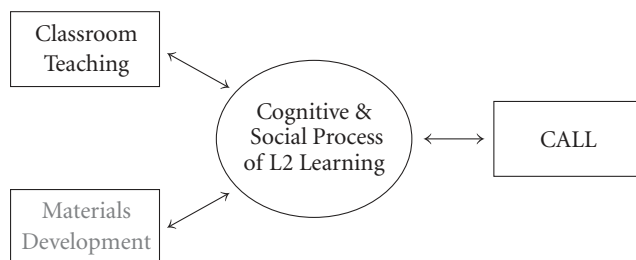 Classroom
Teaching
Cognitive &
Social Process
of L2 Learning
CALL
Materials
Development